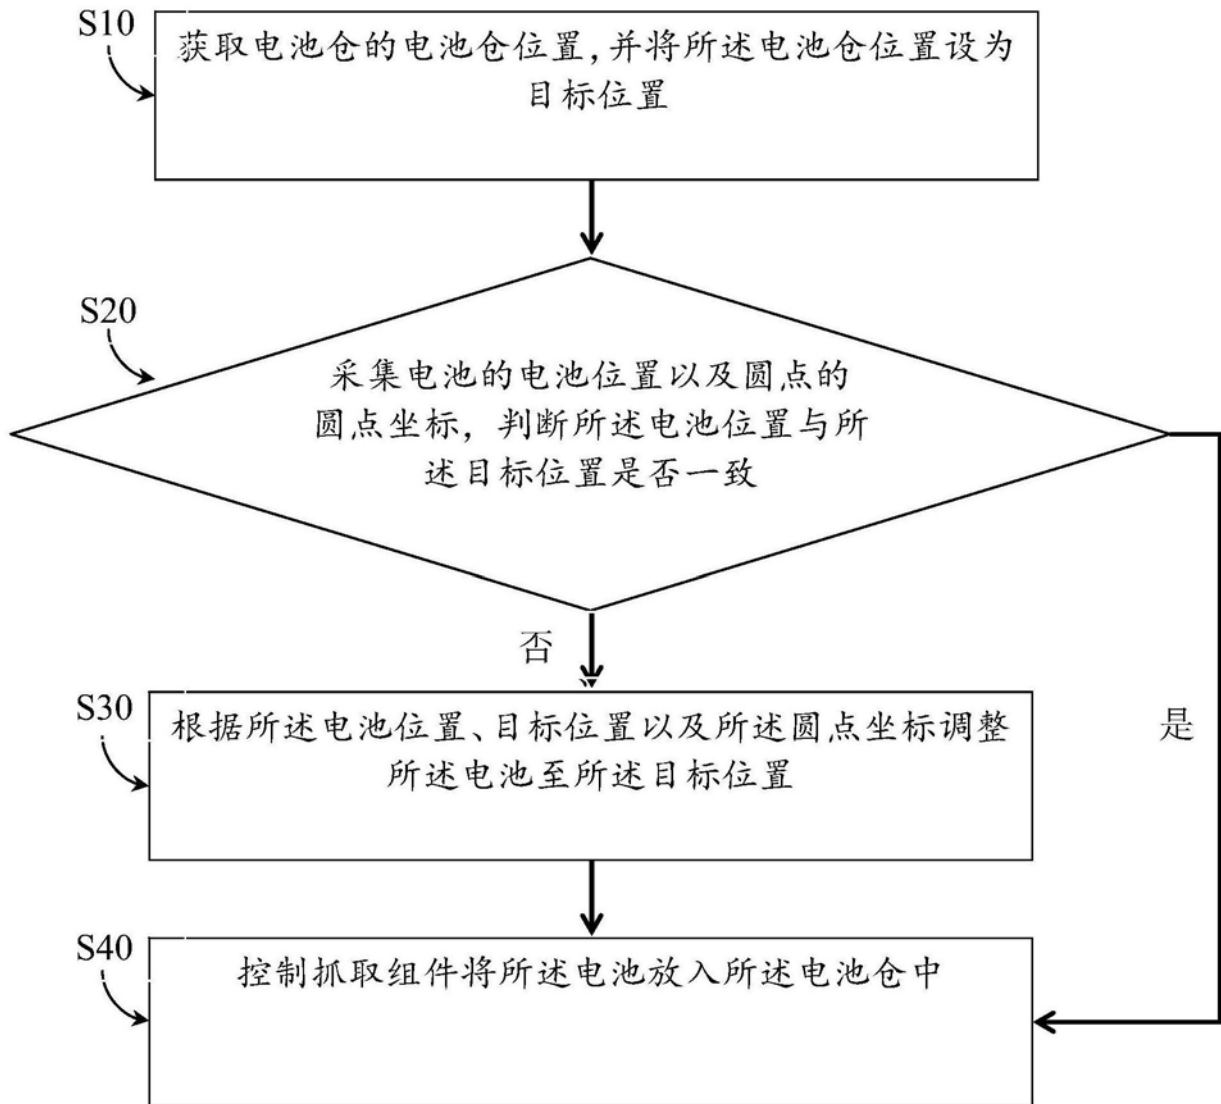 S10
获取电池仓的电池仓位置,并将所述电池仓位置设为
目标位置
S20
采集电池的电池位置以及圆点的
圆点坐标，判断所述电池位置与所
述目标位置是否一致
否
是
S30
根据所述电池位置、目标位置以及所述圆点坐标调整
所述电池至所述目标位置
S40
控制抓取组件将所述电池放入所述电池仓中